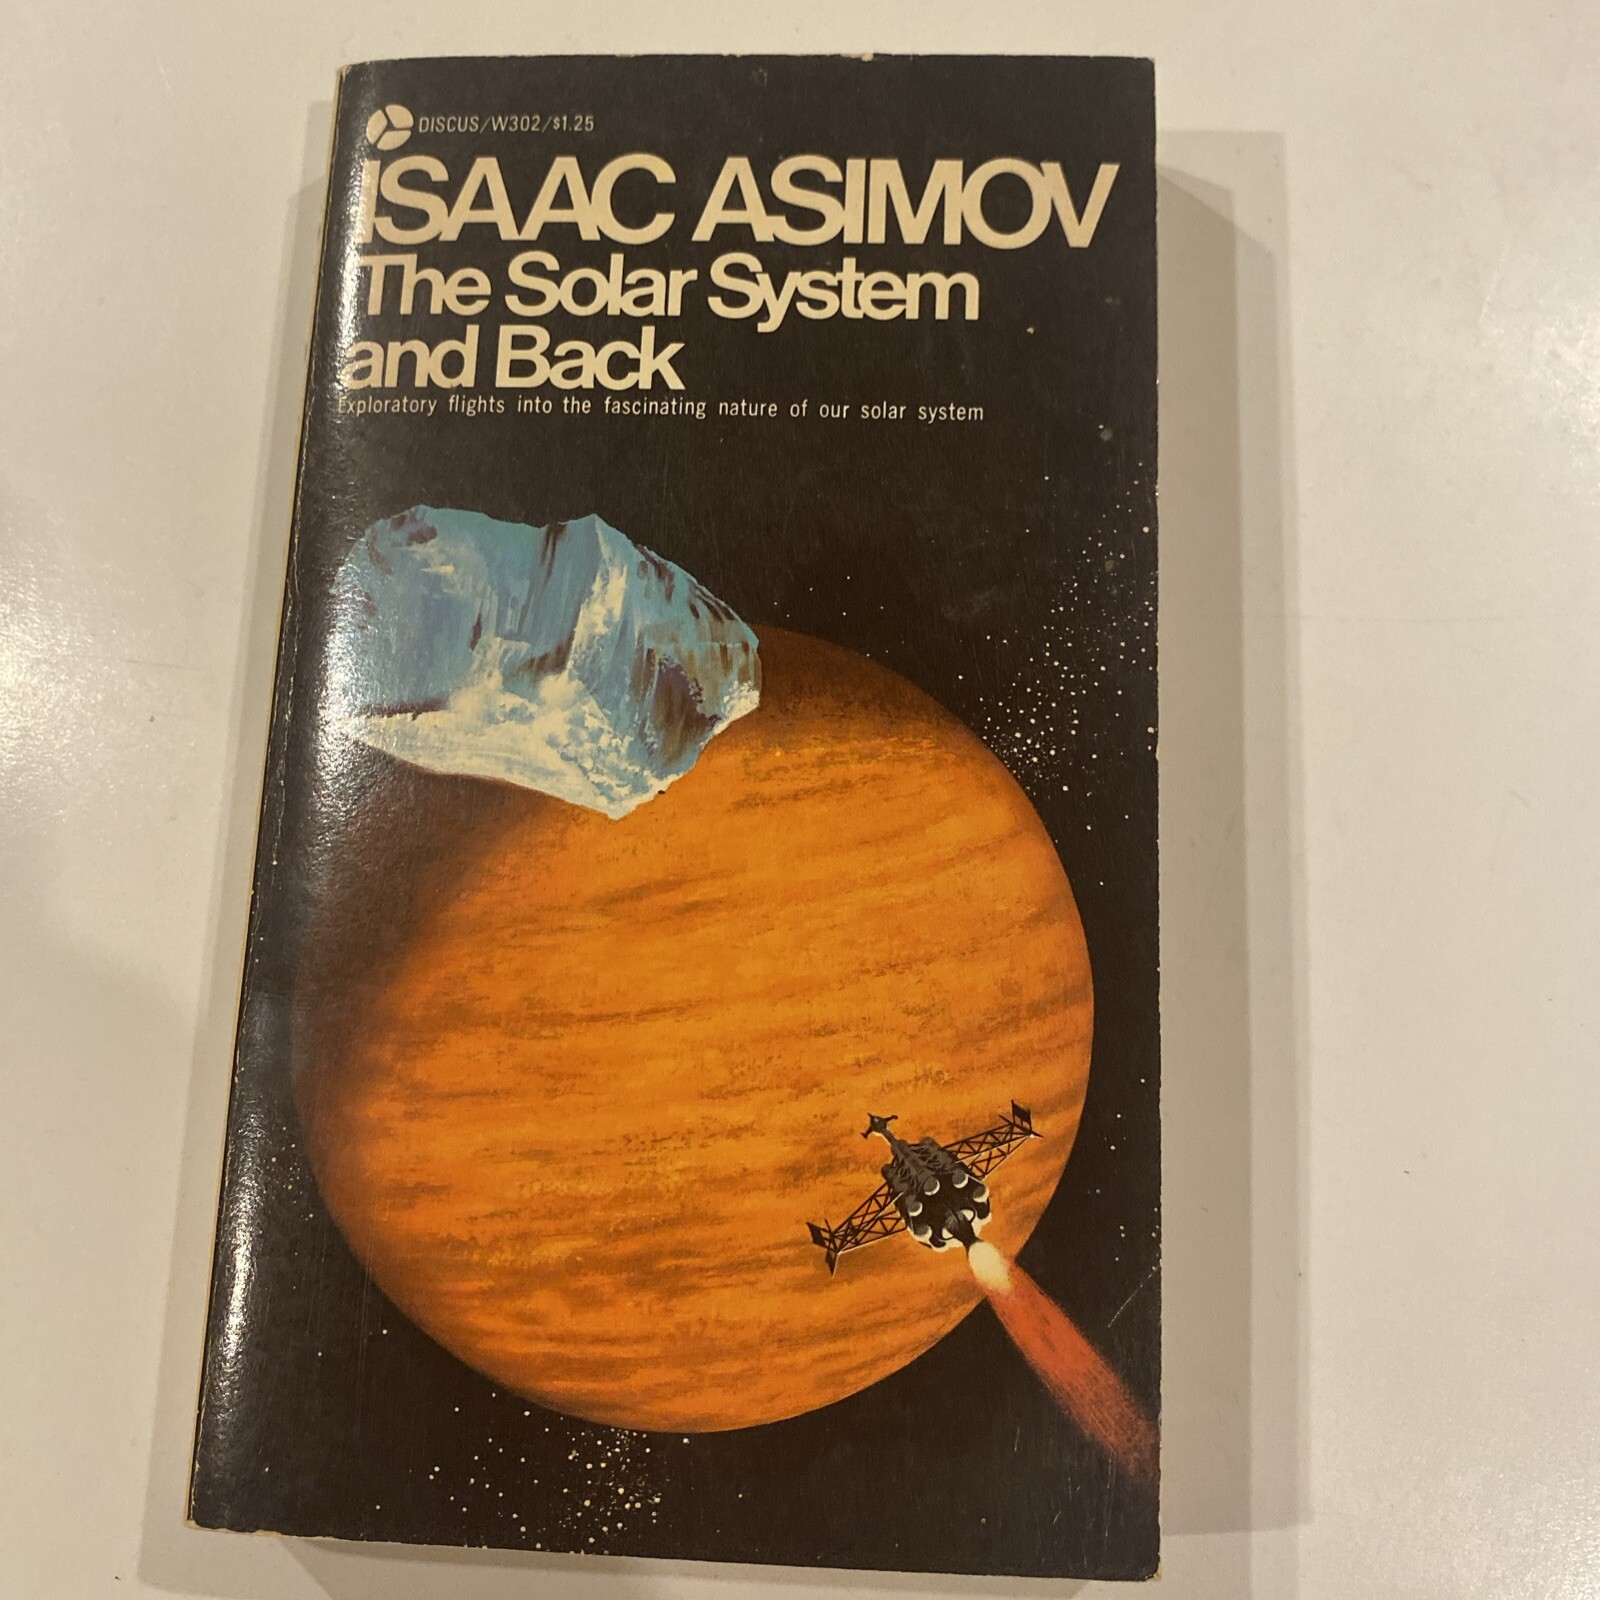 DISCUS/W302/$1.25
ISAAC ASIMOV
The Solar System
and Back
Exploratory flights into the fascinating nature of our solar system